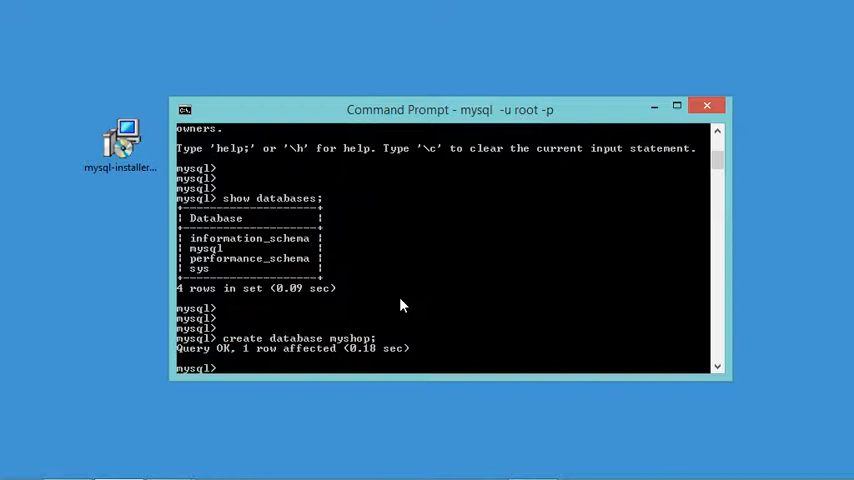 Command Prompt - mysql  -u root -p
owners.
Type 'help;' or '\h' for help. Type '\c' to clear the current input statement.
mysql>
mysql>
mysql>
mysql> show databases;
+--------------------+
| Database           |
+--------------------+
| information_schema |
| mysql              |
| performance_schema |
| sys                |
+--------------------+
4 rows in set (0.09 sec)
mysql>
mysql>
mysql>
mysql> create database myshop;
Query OK, 1 row affected (0.18 sec)
mysql>
mysql-installer...
C:\.